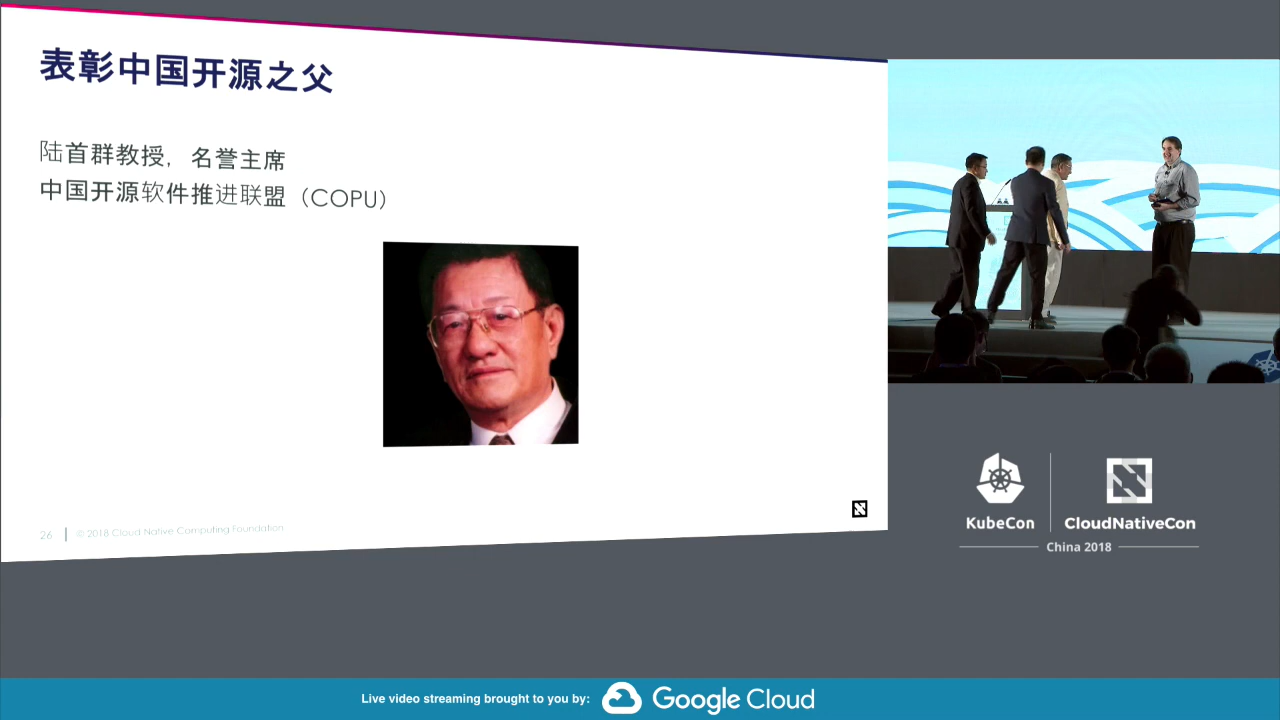 表彰中国开源之父
陆首群教授，名誉主席
中国开源软件推进联盟（COPU）
26 | © 2018 Cloud Native Computing Foundation
KubeCon
CloudNativeCon
China 2018
Live video streaming brought to you by:
Google Cloud